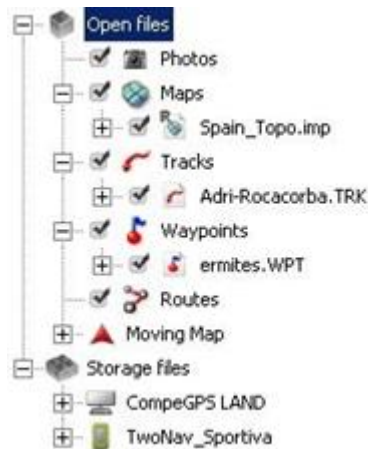 Open files
Photos
Maps
R
Spain_Topo.imp
Tracks
Adri-Rocacorba.TRK
Waypoints
ermites.WPT
Routes
Moving Map
Storage files
CompeGPS LAND
TwoNav_Sportiva